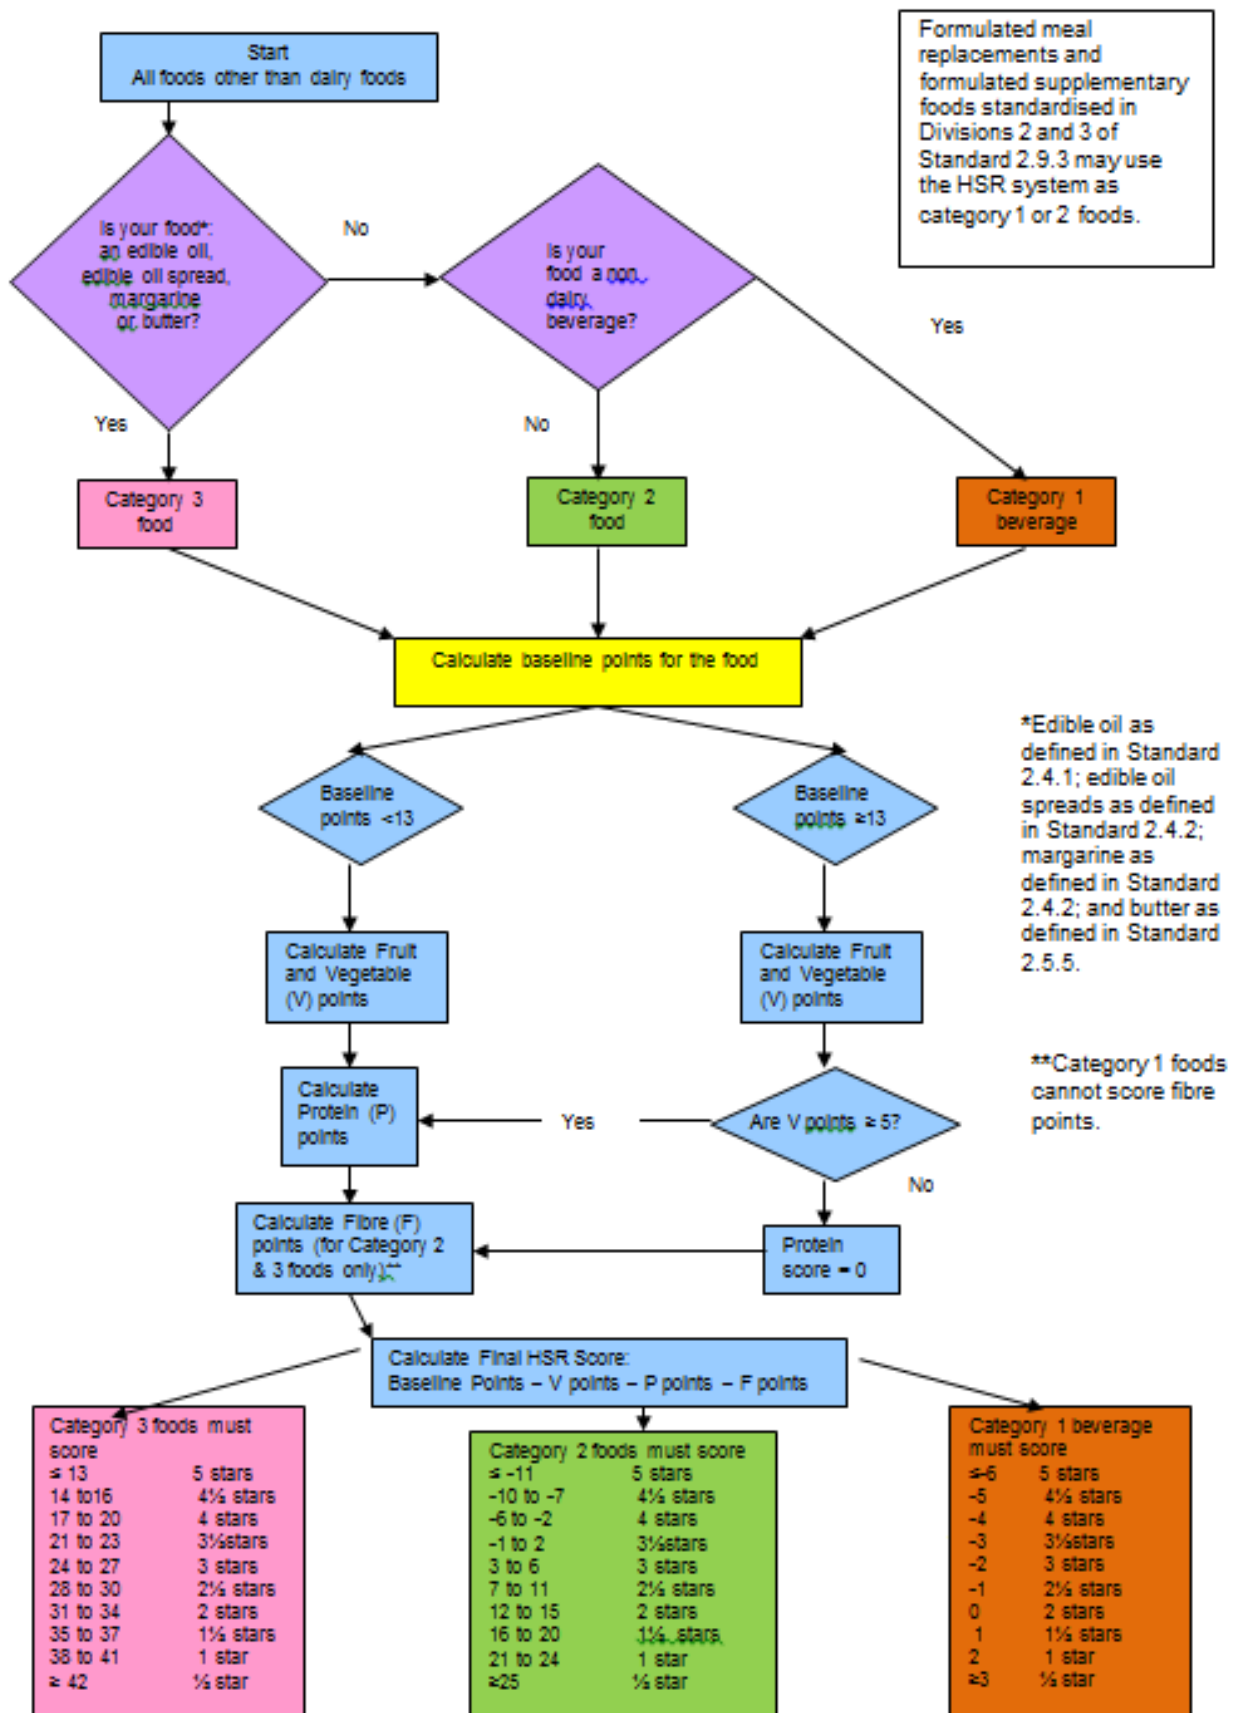 Start
All foods other than dairy foods
Formulated meal
replacements and
formulated supplementary
foods standardised in
Divisions 2 and 3 of
Standard 2.9.3 may use
the HSR system as
category 1 or 2 foods.
Is your food*:
an edible oil,
edible oil spread,
margarine
or butter?
No
Is your
food a non
dairy
beverage?
Yes
Yes
No
Category 3
food
Category 2
food
Category 1
beverage
Calculate baseline points for the food
*Edible oil as
defined in Standard
2.4.1; edible oil
spreads as defined
in Standard 2.4.2;
margarine as
defined in Standard
2.4.2; and butter as
defined in Standard
2.5.5.
Baseline
points <13
Baseline
points ≥13
Calculate Fruit
and Vegetable
(V) points
Calculate Fruit
and Vegetable
(V) points
**Category 1 foods
cannot score fibre
points.
Calculate
Protein (P)
points
Yes
Are V points ≥ 5?
No
Calculate Fibre (F)
points (for Category 2
& 3 foods only)**
Protein
score = 0
Calculate Final HSR Score:
Baseline Points – V points – P points – F points
Category 3 foods must
score
≤ 13 5 stars
14 to16 4½ stars
17 to 20 4 stars
21 to 23 3½stars
24 to 27 3 stars
28 to 30 2½ stars
31 to 34 2 stars
35 to 37 1½ stars
38 to 41 1 star
≥ 42 ½ star
Category 2 foods must score
≤ -11 5 stars
-10 to -7 4½ stars
-6 to -2 4 stars
-1 to 2 3½stars
3 to 6 3 stars
7 to 11 2½ stars
12 to 15 2 stars
16 to 20 1½ stars
21 to 24 1 star
≥25 ½ star
Category 1 beverage
must score
≤-6 5 stars
-5 4½ stars
-4 4 stars
-3 3½stars
-2 3 stars
-1 2½ stars
0 2 stars
1 1½ stars
2 1 star
≥3 ½ star